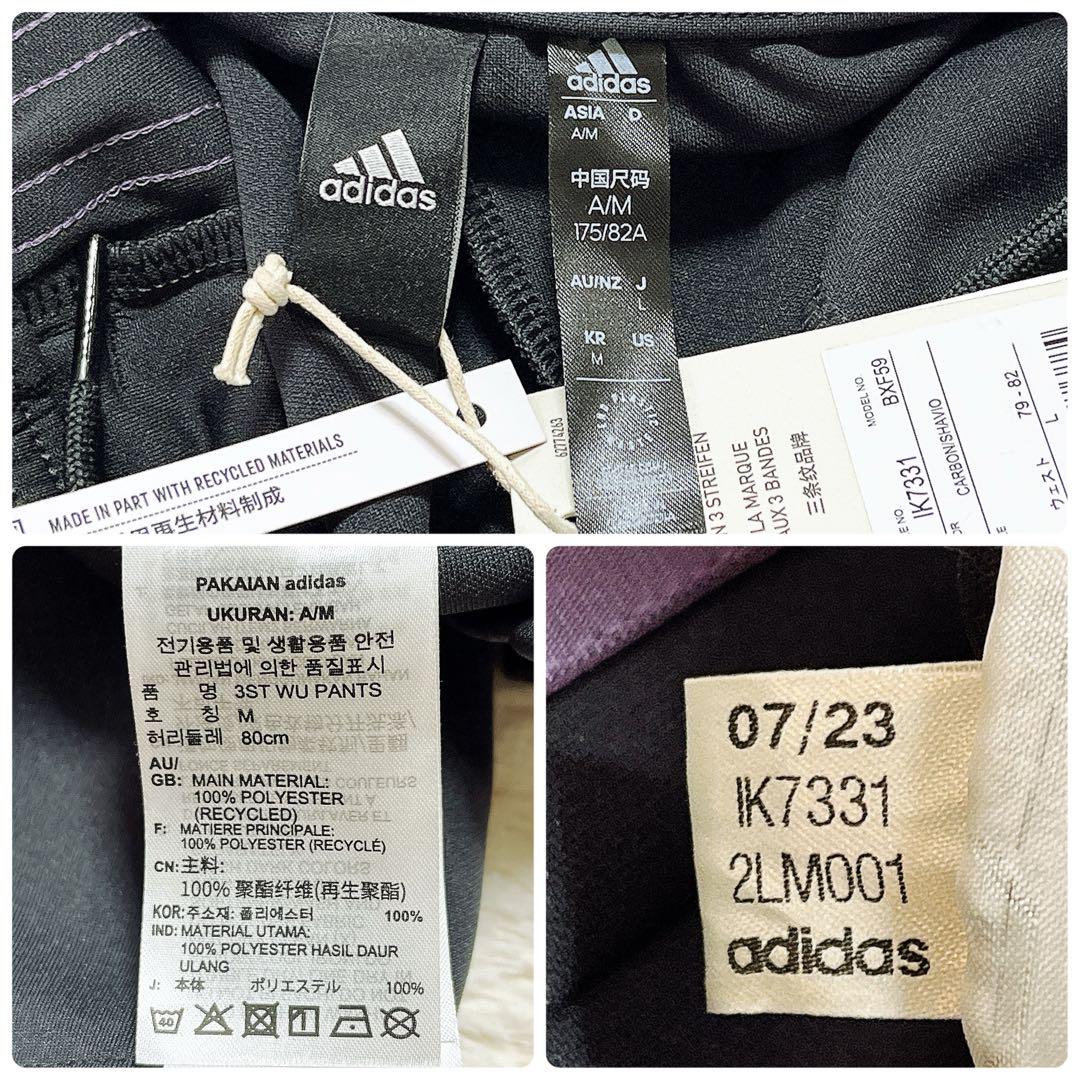 adidas
adidas
ASIA D
A/M
中国尺码
A/M
175/82A
AU/NZ J
L
KR US
M
MADE IN PART WITH RECYCLED MATERIALS
再生材料制成
62774263
3 STREIFEN
LA MARQUE
AUX 3 BANDES
三条纹品牌
MODEL NO.
BXF59
IK7331
CARBON/SHAVIO
79-82
ウェスト L
PAKAIAN adidas
UKURAN: A/M
전기용품 및 생활용품 안전
관리법에 의한 품질표시
품 명 3ST WU PANTS
호 칭 M
허리둘레 80cm
AU/
GB: MAIN MATERIAL:
100% POLYESTER
(RECYCLED)
F: MATIERE PRINCIPALE:
100% POLYESTER (RECYCLÉ)
CN: 主料:
100% 聚酯纤维(再生聚酯)
KOR: 주소재: 폴리에스터 100%
IND: MATERIAL UTAMA:
100% POLYESTER HASIL DAUR
ULANG
J: 本体 ポリエステル 100%
40
07/23
IK7331
2LM001
adidas